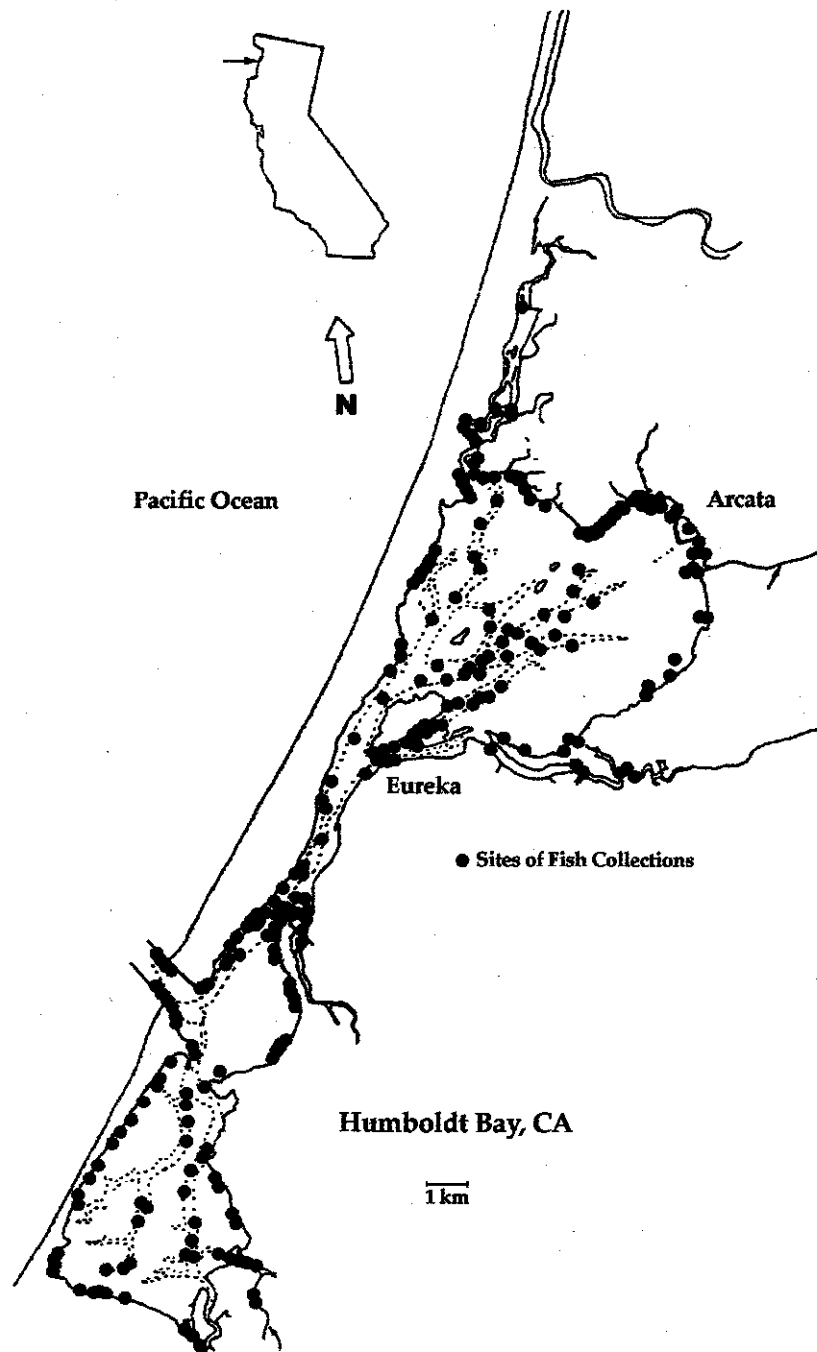 N
Pacific Ocean
Arcata
Eureka
Sites of Fish Collections
Humboldt Bay, CA
1 km